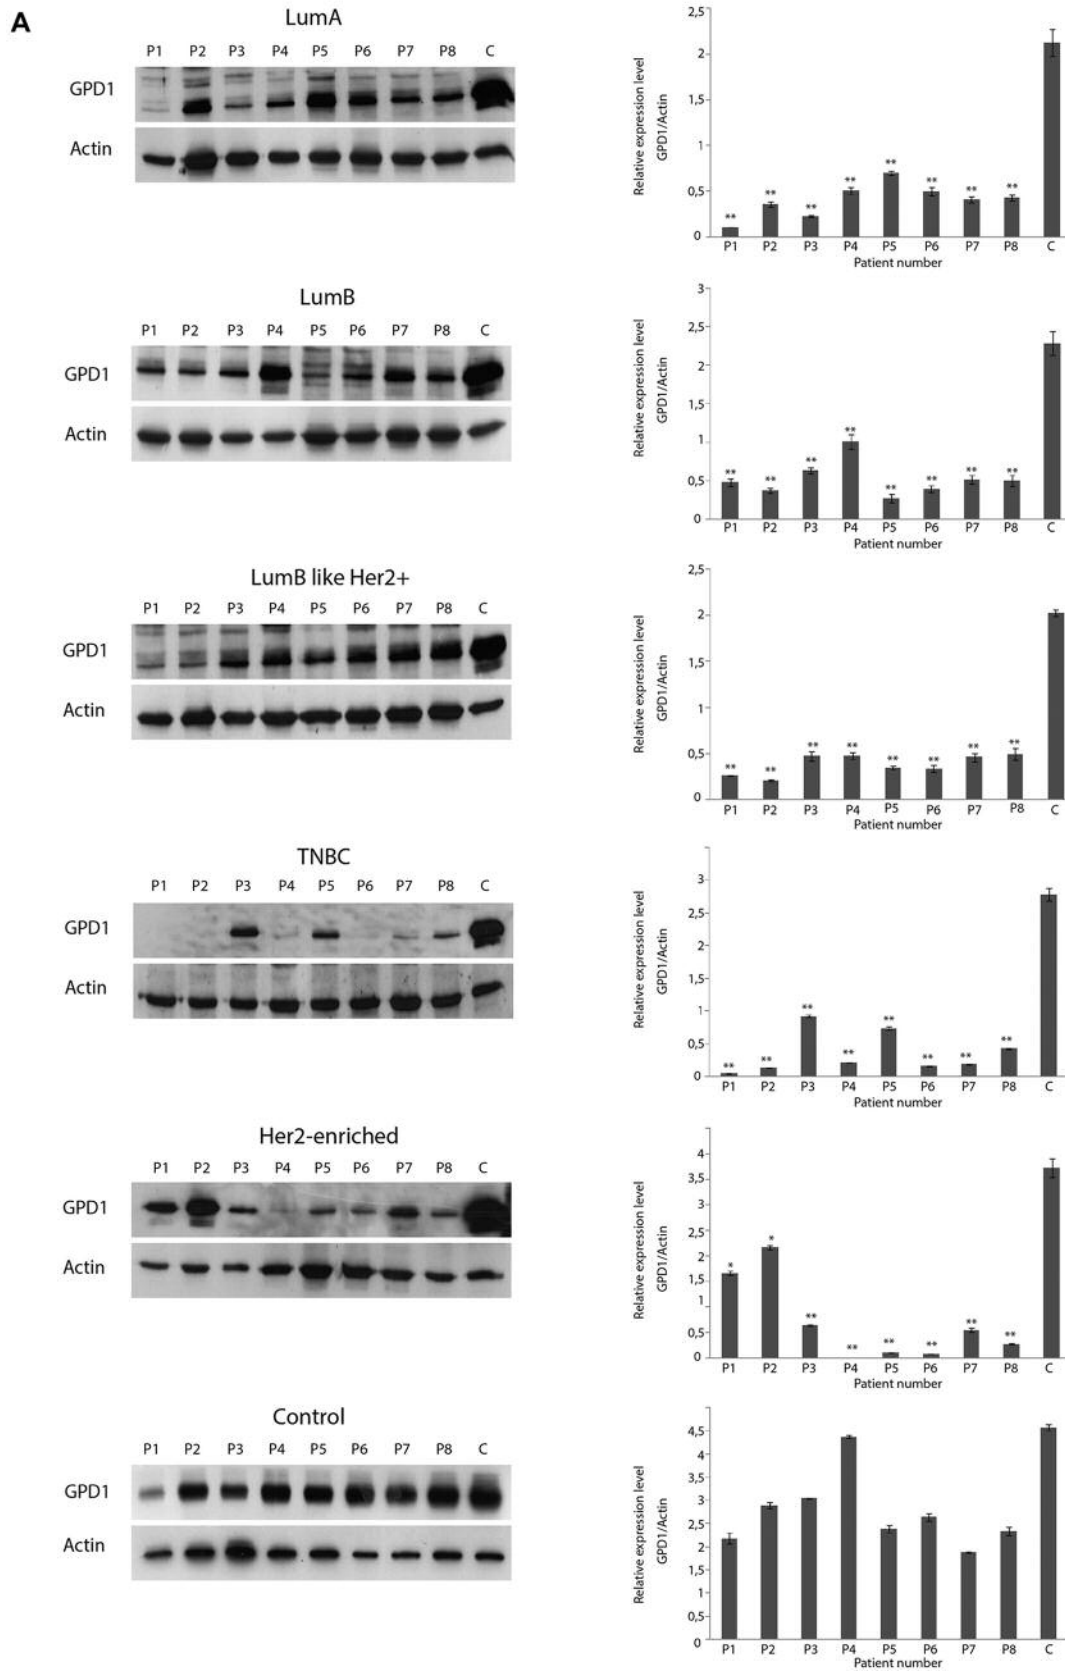 A
LumA
P1 P2 P3 P4 P5 P6 P7 P8 C
GPD1
Actin
Relative expression level
GPD1/Actin
2,5
2
1,5
1
0,5
0
** ** ** ** ** ** ** **
P1 P2 P3 P4 P5 P6 P7 P8 C
Patient number
LumB
P1 P2 P3 P4 P5 P6 P7 P8 C
GPD1
Actin
Relative expression level
GPD1/Actin
3
2,5
2
1,5
1
0,5
0
** ** ** ** ** ** ** **
P1 P2 P3 P4 P5 P6 P7 P8 C
Patient number
LumB like Her2+
P1 P2 P3 P4 P5 P6 P7 P8 C
GPD1
Actin
Relative expression level
GPD1/Actin
2,5
2
1,5
1
0,5
0
** ** ** ** ** ** ** **
P1 P2 P3 P4 P5 P6 P7 P8 C
Patient number
TNBC
P1 P2 P3 P4 P5 P6 P7 P8 C
GPD1
Actin
Relative expression level
GPD1/Actin
3
2,5
2
1,5
1
0,5
0
** ** ** ** ** ** ** **
P1 P2 P3 P4 P5 P6 P7 P8 C
Patient number
Her2-enriched
P1 P2 P3 P4 P5 P6 P7 P8 C
GPD1
Actin
Relative expression level
GPD1/Actin
4
3,5
3
2,5
2
1,5
1
0,5
0
* * ** ** ** ** ** **
P1 P2 P3 P4 P5 P6 P7 P8 C
Patient number
Control
P1 P2 P3 P4 P5 P6 P7 P8 C
GPD1
Actin
Relative expression level
GPD1/Actin
4,5
4
3,5
3
2,5
2
1,5
1
0,5
0
P1 P2 P3 P4 P5 P6 P7 P8 C
Patient number